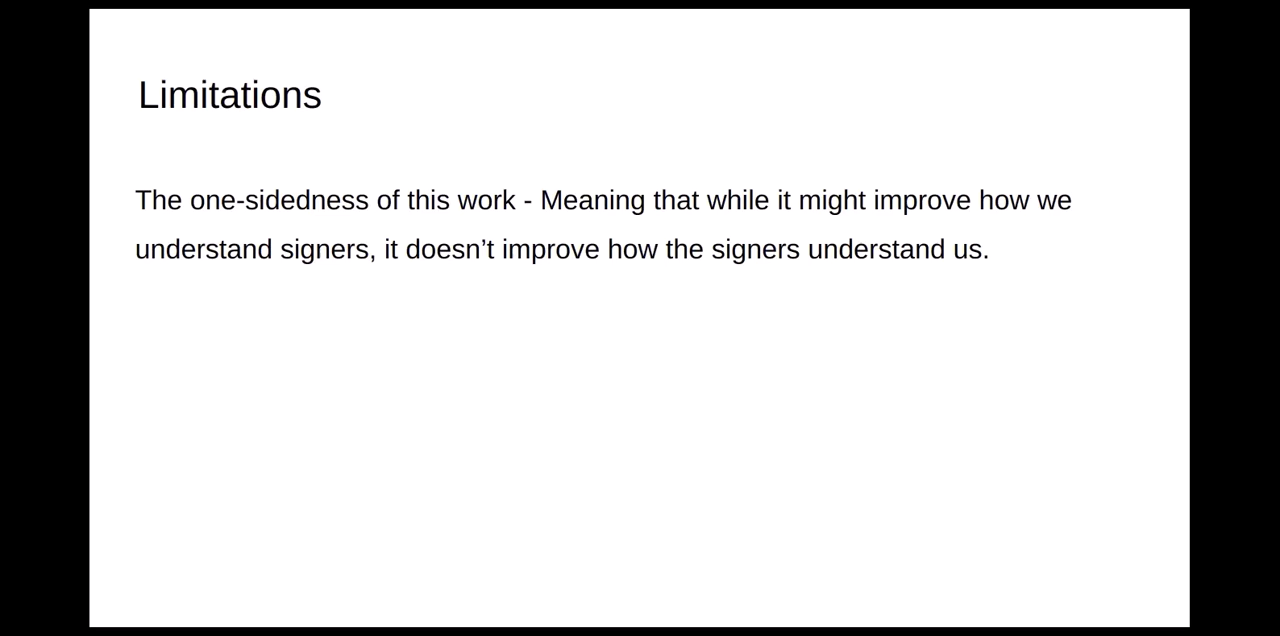 Limitations
The one-sidedness of this work - Meaning that while it might improve how we
understand signers, it doesn’t improve how the signers understand us.